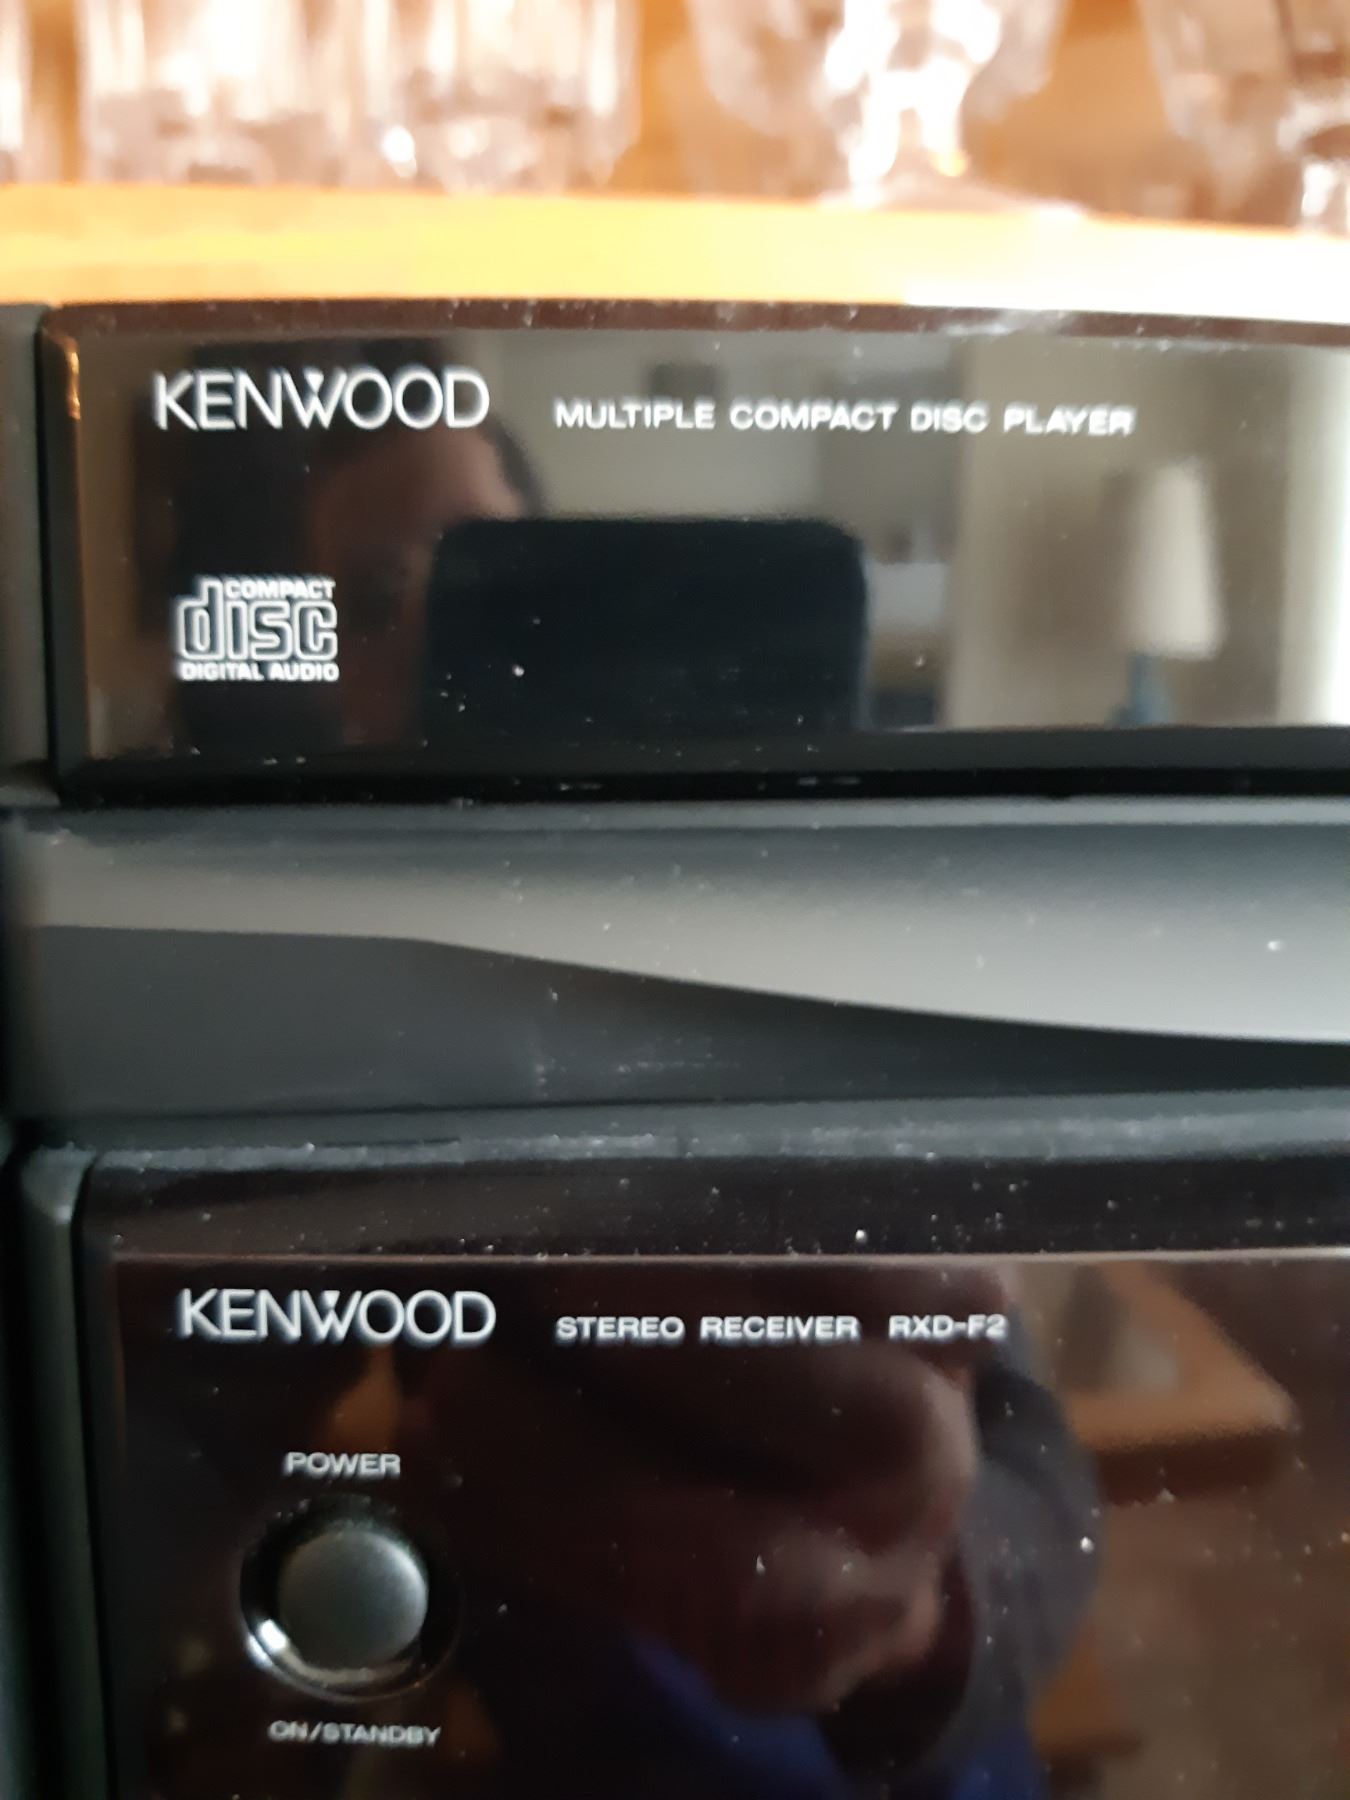 KENWOOD MULTIPLE COMPACT DISC PLAYER
COMPACT
disc
DIGITAL AUDIO
KENWOOD STEREO RECEIVER RXD-F2
POWER
ON/STANDBY